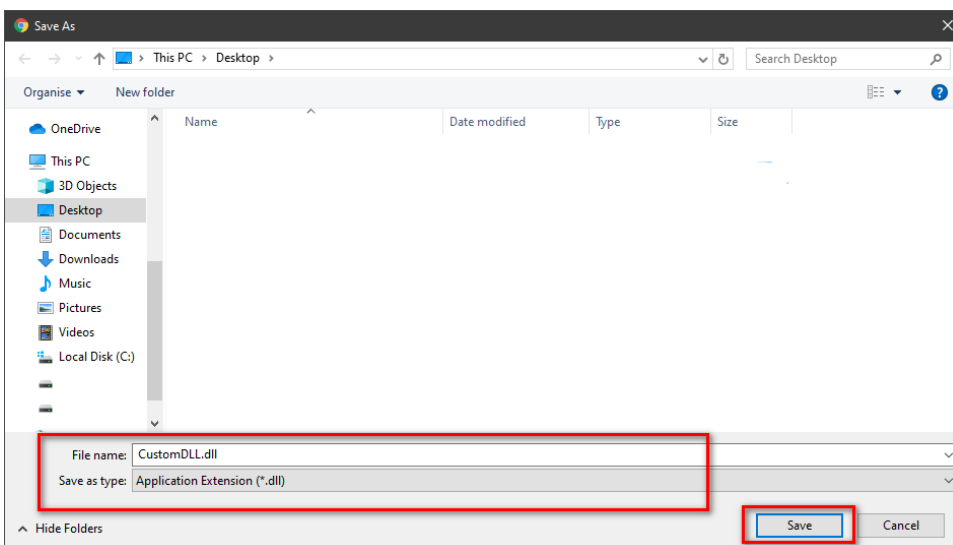 Save As
This PC > Desktop >
Search Desktop
Organise
New folder
Name
Date modified
Type
Size
OneDrive
This PC
3D Objects
Desktop
Documents
Downloads
Music
Pictures
Videos
Local Disk (C:)
File name: CustomDLL.dll
Save as type: Application Extension (*.dll)
Hide Folders
Save
Cancel